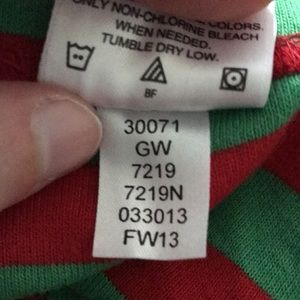 ONLY NON-CHLORINE BLEACH
WHEN NEEDED.
TUMBLE DRY LOW.
BF
30071
GW
7219
7219N
033013
FW13